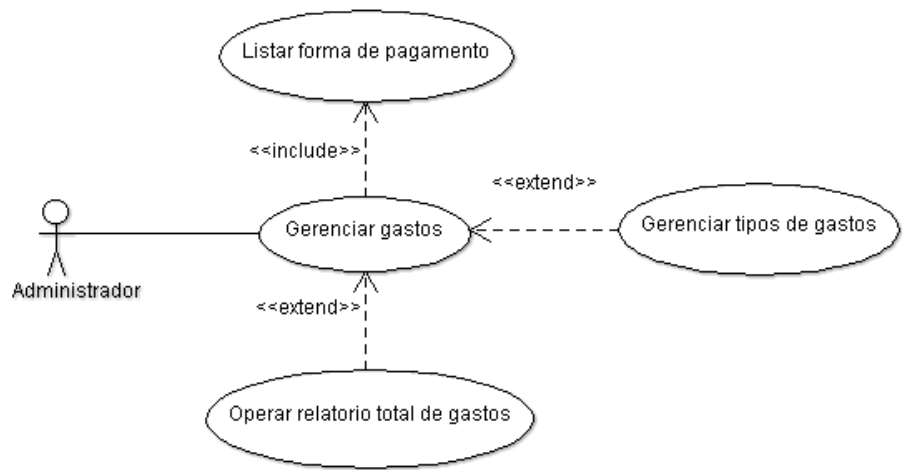 Listar forma de pagamento
<<include>>
<<extend>>
Gerenciar gastos
Gerenciar tipos de gastos
Administrador
<<extend>>
Operar relatorio total de gastos